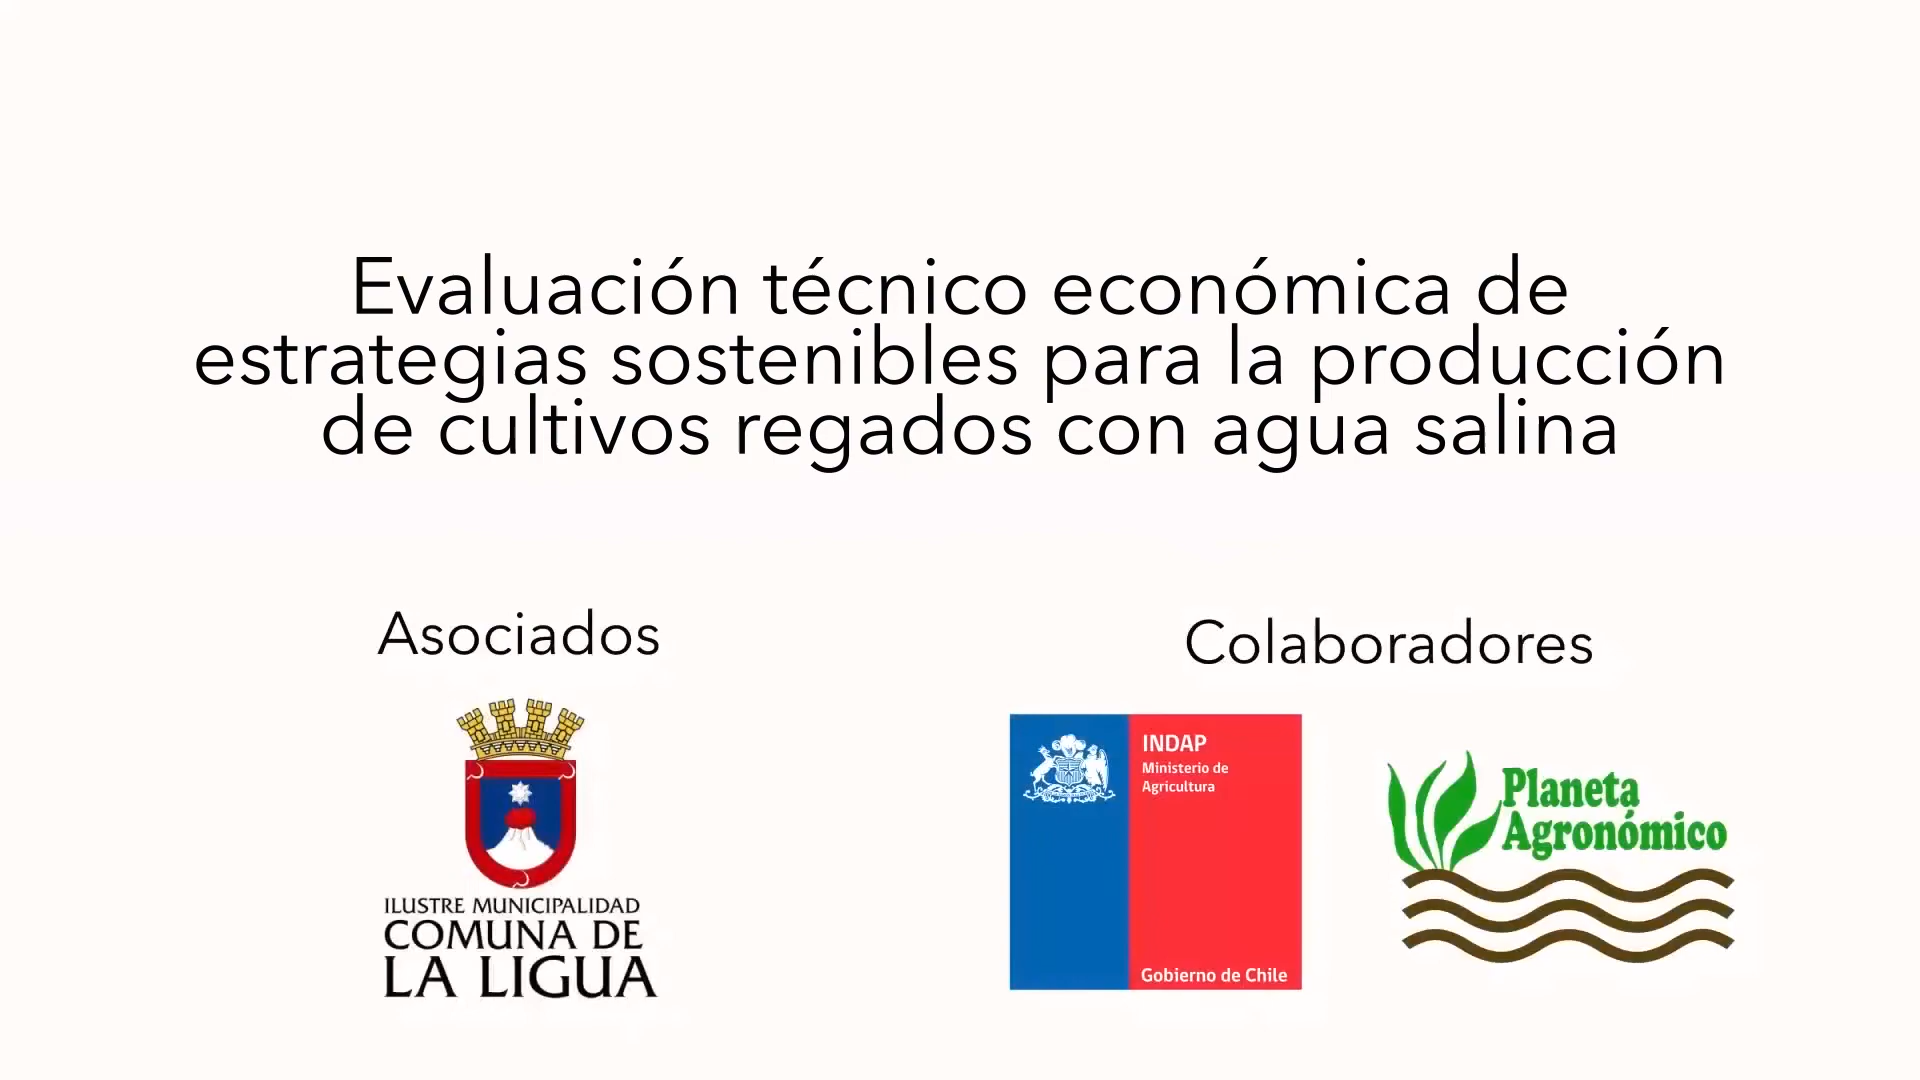 Evaluación técnico económica de
estrategias sostenibles para la producción
de cultivos regados con agua salina
Asociados
ILUSTRE MUNICIPALIDAD
COMUNA DE
LA LIGUA
Colaboradores
INDAP
Ministerio de
Agricultura
Gobierno de Chile
Planeta
Agronómico